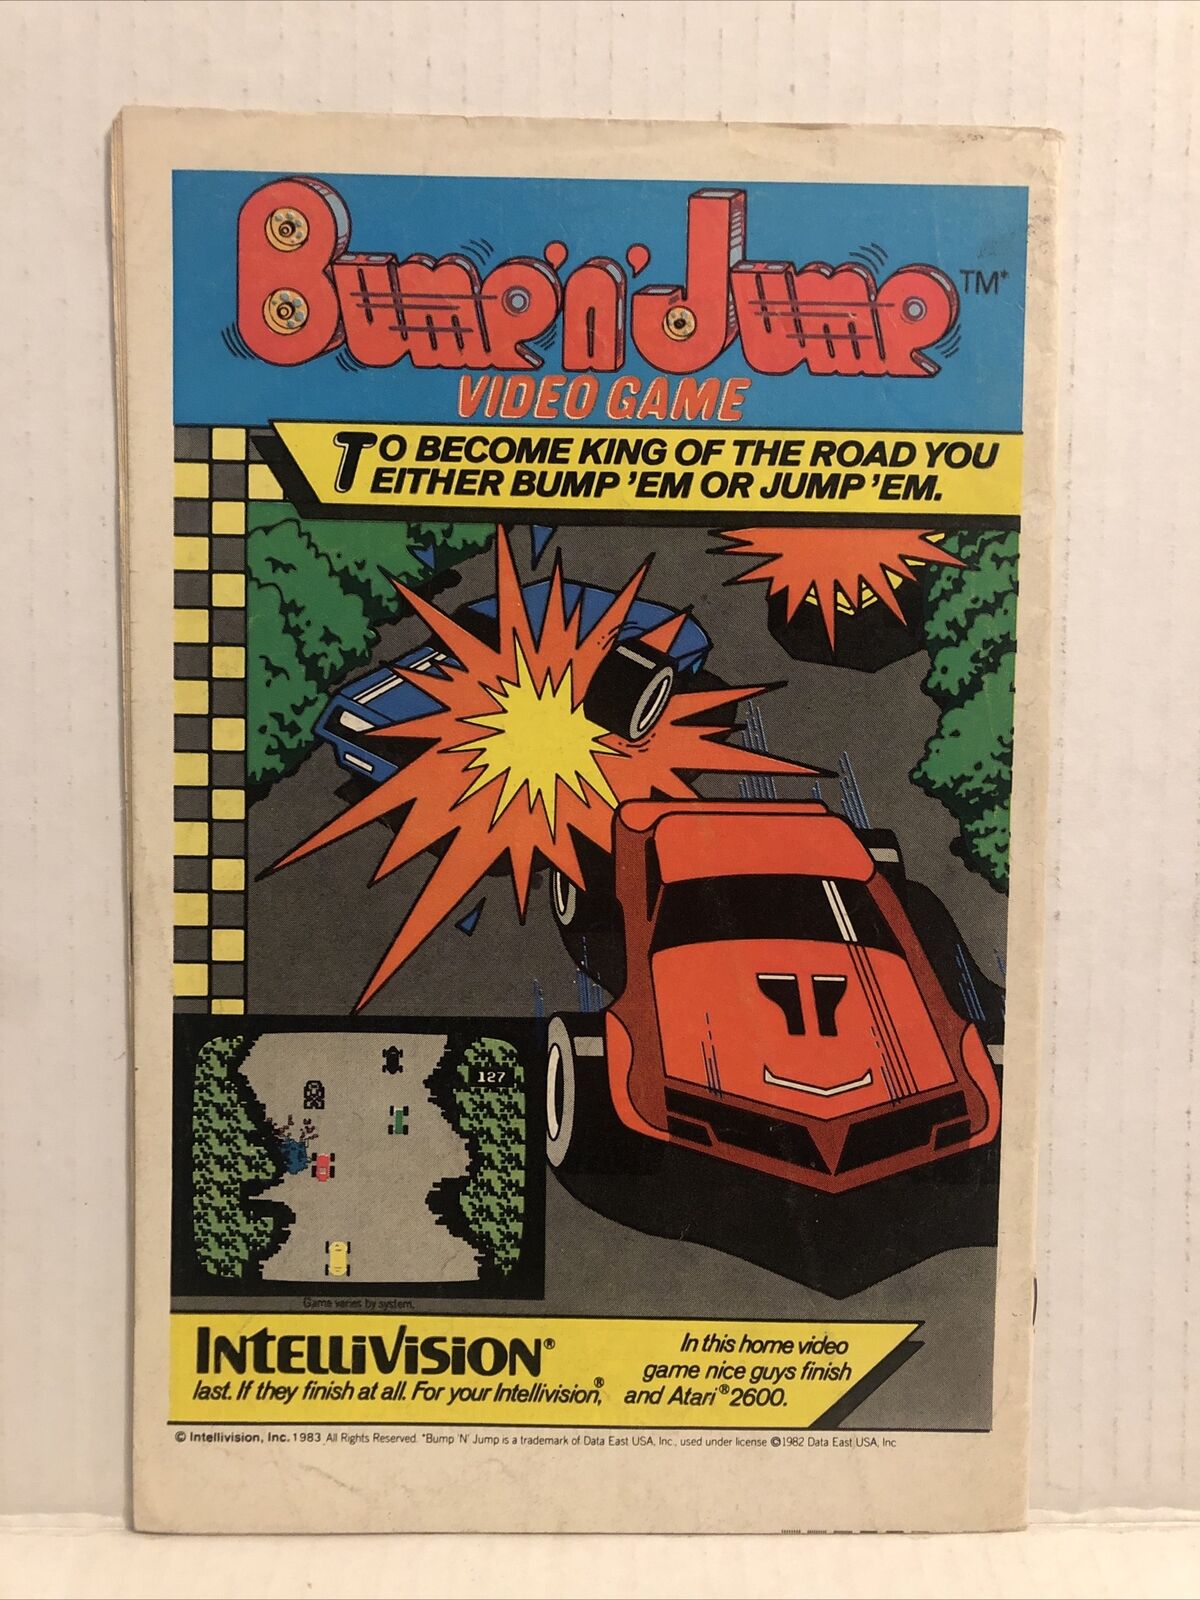 Bump 'n' Jump TM*
VIDEO GAME
TO BECOME KING OF THE ROAD YOU
EITHER BUMP 'EM OR JUMP 'EM.
127
Game varies by system.
INTELLIVISION®
In this home video
game nice guys finish
last. If they finish at all. For your Intellivision,® and Atari® 2600.
© Intellivision, Inc. 1983 All Rights Reserved. *Bump 'N' Jump is a trademark of Data East USA, Inc., used under license ©1982 Data East USA, Inc